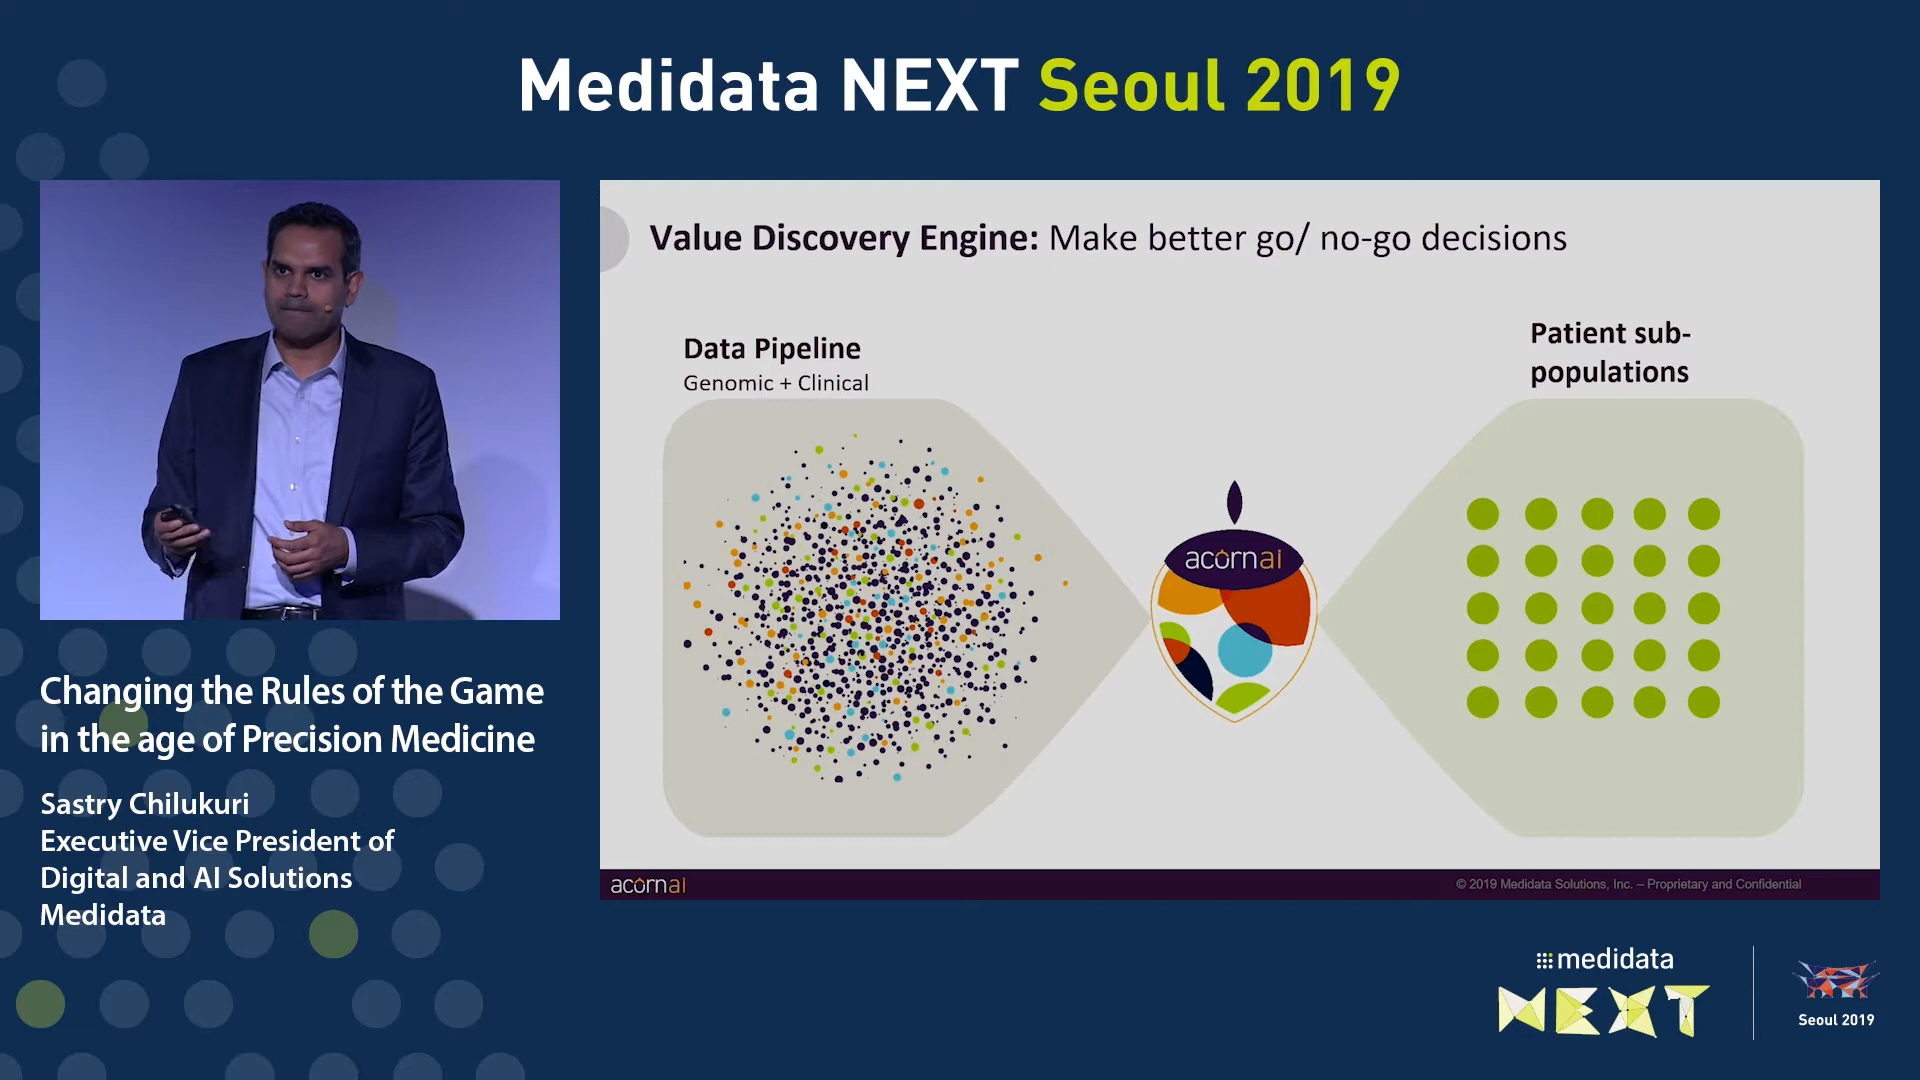 Medidata NEXT Seoul 2019
Value Discovery Engine: Make better go/ no-go decisions
Data Pipeline
Genomic + Clinical
Patient sub-
populations
acornai
acornai
© 2019 Medidata Solutions, Inc. – Proprietary and Confidential
Changing the Rules of the Game
in the age of Precision Medicine
Sastry Chilukuri
Executive Vice President of
Digital and AI Solutions
Medidata
medidata
NEXT
Seoul 2019